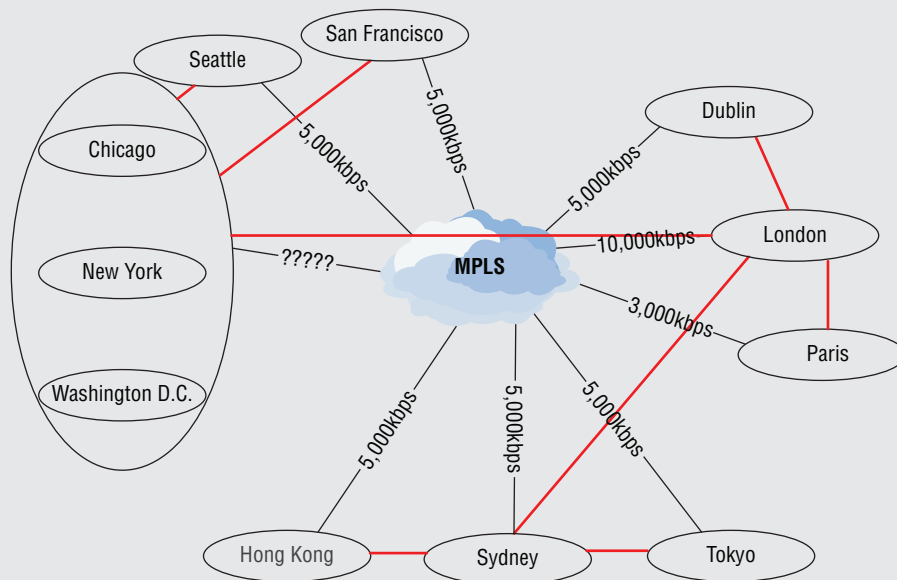 San Francisco
Seattle
5,000kbps
5,000kbps
Dublin
Chicago
5,000kbps
London
10,000kbps
?????
MPLS
New York
3,000kbps
Paris
Washington D.C.
5,000kbps
5,000kbps
5,000kbps
Hong Kong
Sydney
Tokyo